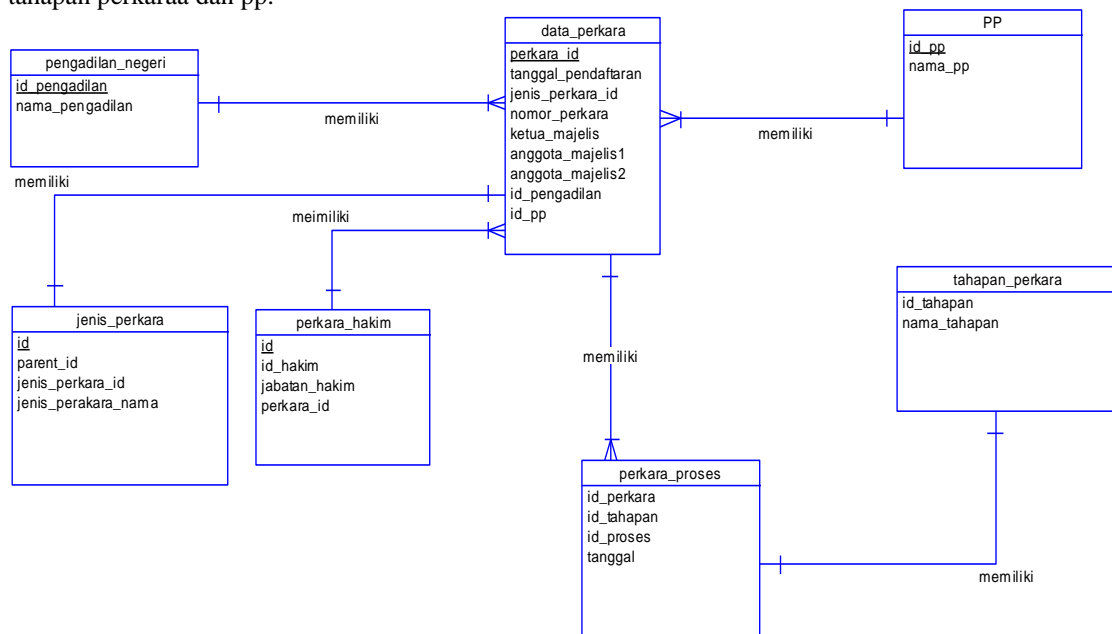 tahapan perkaraa dan pp.
pengadilan_negeri
id_pengadilan
nama_pengadilan
memiliki
data_perkara
perkara_id
tanggal_pendaftaran
jenis_perkara_id
nomor_perkara
ketua_majelis
anggota_majelis1
anggota_majelis2
id_pengadilan
id_pp
memiliki
PP
id_pp
nama_pp
memiliki
meimiliki
jenis_perkara
id
parent_id
jenis_perkara_id
jenis_perakara_nama
perkara_hakim
id
id_hakim
jabatan_hakim
perkara_id
memiliki
tahapan_perkara
id_tahapan
nama_tahapan
perkara_proses
id_perkara
id_tahapan
id_proses
tanggal
memiliki